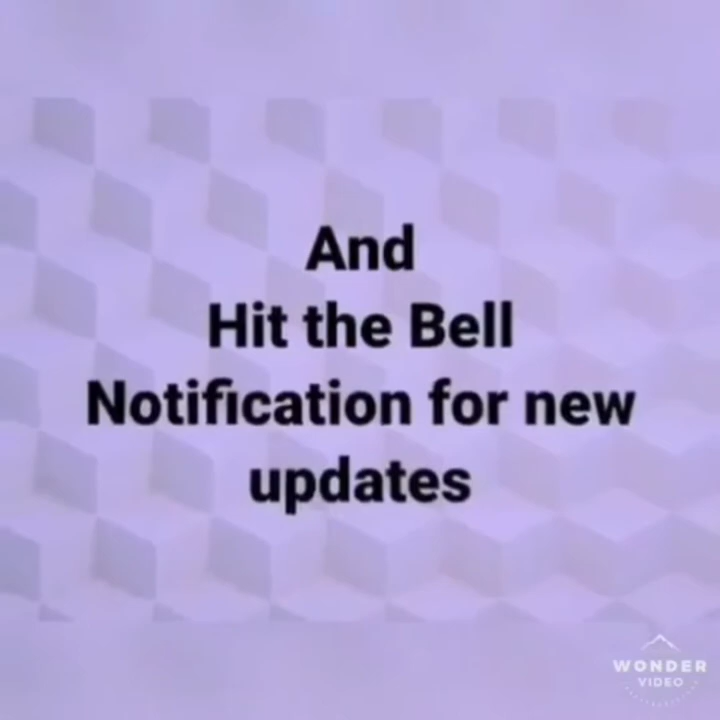 And
Hit the Bell
Notification for new
updates
WONDER
VIDEO